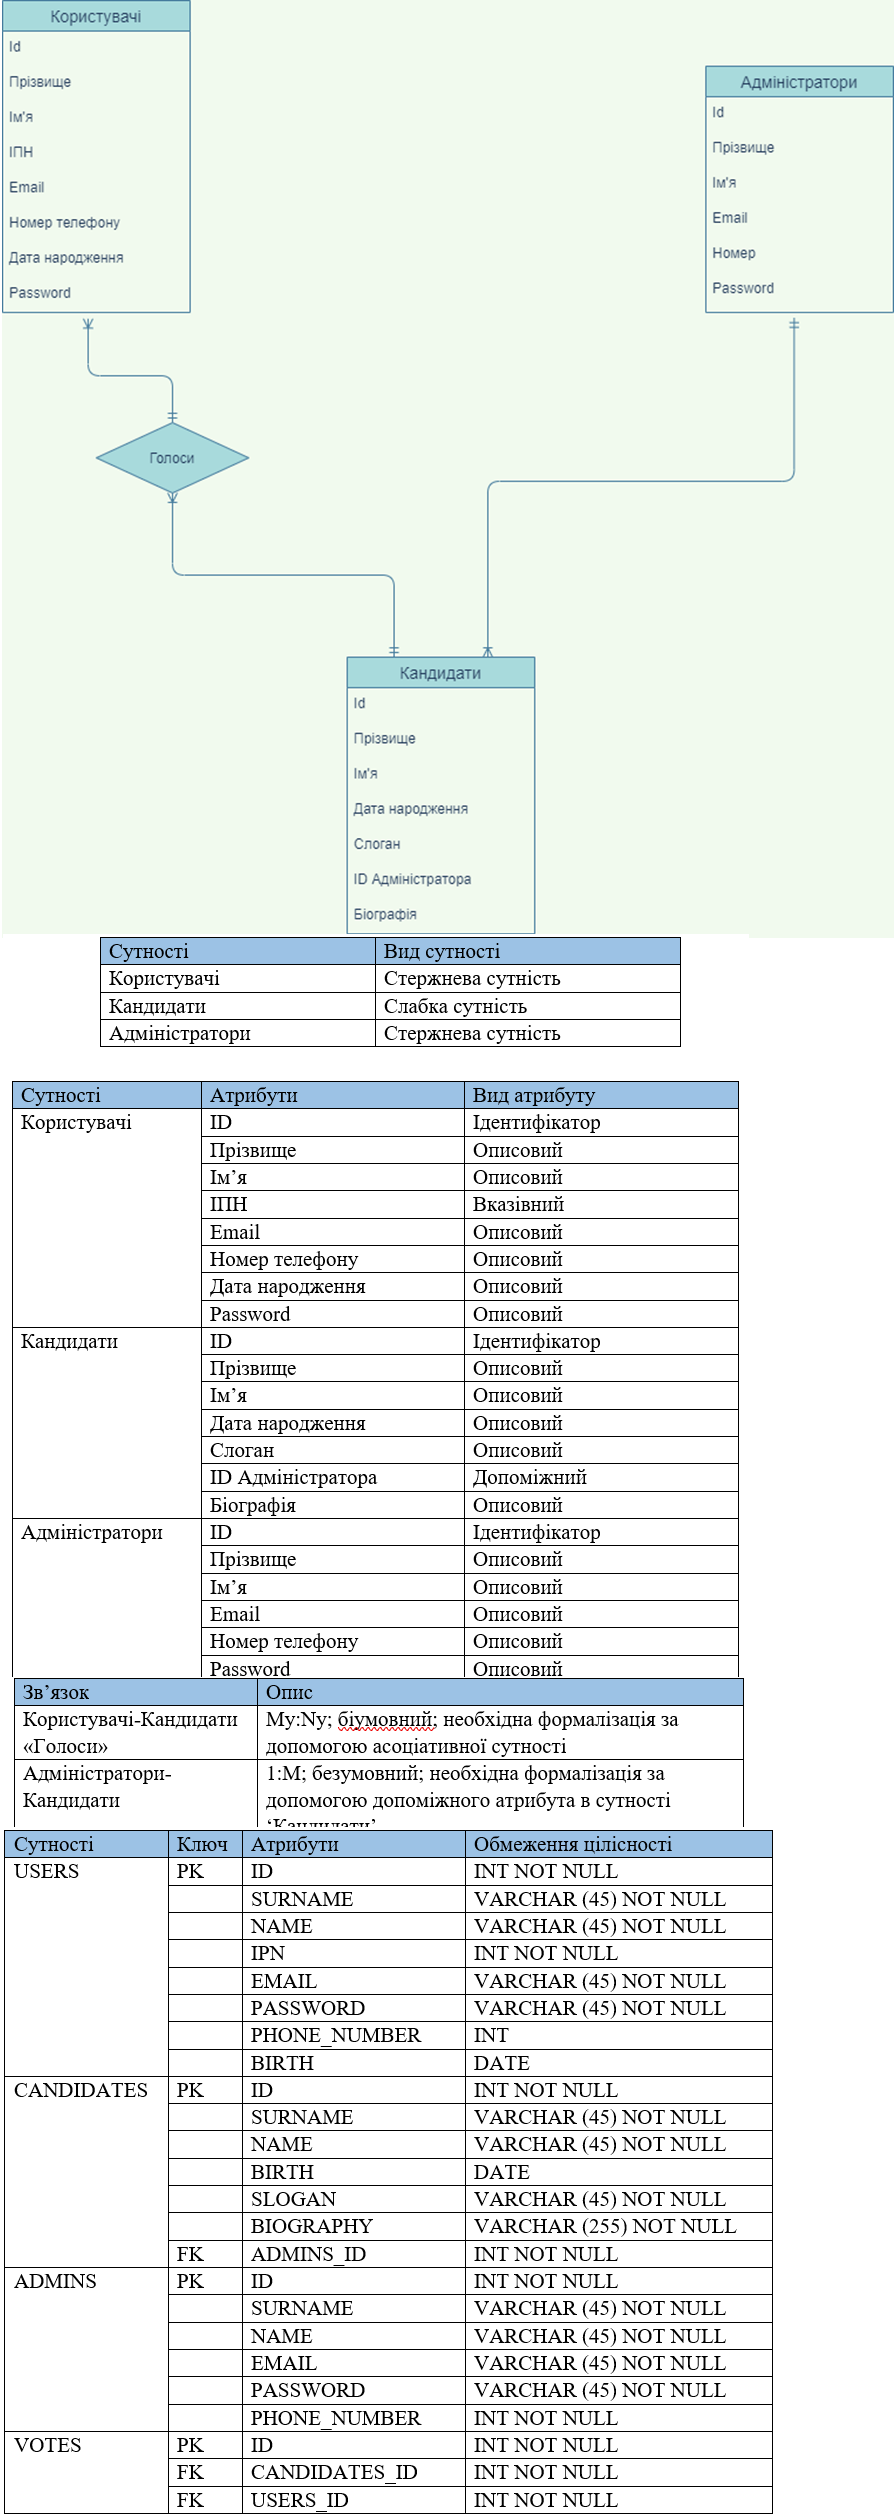 Користувачі
Id
Прізвище
Ім'я
ІПН
Email
Номер телефону
Дата народження
Password
Адміністратори
Id
Прізвище
Ім'я
Email
Номер
Password
Голоси
Кандидати
Id
Прізвище
Ім'я
Дата народження
Слоган
ID Адміністратора
Біографія
Сутності Вид сутності
Користувачі Стержнева сутність
Кандидати Слабка сутність
Адміністратори Стержнева сутність
Сутності Атрибути Вид атрибуту
Користувачі ID Ідентифікатор
Прізвище Описовий
Ім’я Описовий
ІПН Вказівний
Email Описовий
Номер телефону Описовий
Дата народження Описовий
Password Описовий
Кандидати ID Ідентифікатор
Прізвище Описовий
Ім’я Описовий
Дата народження Описовий
Слоган Описовий
ID Адміністратора Допоміжний
Біографія Описовий
Адміністратори ID Ідентифікатор
Прізвище Описовий
Ім’я Описовий
Email Описовий
Номер телефону Описовий
Password Описовий
Зв’язок Опис
Користувачі-Кандидати Му:Nу; біумовний; необхідна формалізація за
«Голоси» допомогою асоціативної сутності
Адміністратори- 1:М; безумовний; необхідна формалізація за
Кандидати допомогою допоміжного атрибута в сутності
‘Кандидати’
Сутності Ключ Атрибути Обмеження цілісності
USERS PK ID INT NOT NULL
SURNAME VARCHAR (45) NOT NULL
NAME VARCHAR (45) NOT NULL
IPN INT NOT NULL
EMAIL VARCHAR (45) NOT NULL
PASSWORD VARCHAR (45) NOT NULL
PHONE_NUMBER INT
BIRTH DATE
CANDIDATES PK ID INT NOT NULL
SURNAME VARCHAR (45) NOT NULL
NAME VARCHAR (45) NOT NULL
BIRTH DATE
SLOGAN VARCHAR (45) NOT NULL
BIOGRAPHY VARCHAR (255) NOT NULL
FK ADMINS_ID INT NOT NULL
ADMINS PK ID INT NOT NULL
SURNAME VARCHAR (45) NOT NULL
NAME VARCHAR (45) NOT NULL
EMAIL VARCHAR (45) NOT NULL
PASSWORD VARCHAR (45) NOT NULL
PHONE_NUMBER INT NOT NULL
VOTES PK ID INT NOT NULL
FK CANDIDATES_ID INT NOT NULL
FK USERS_ID INT NOT NULL